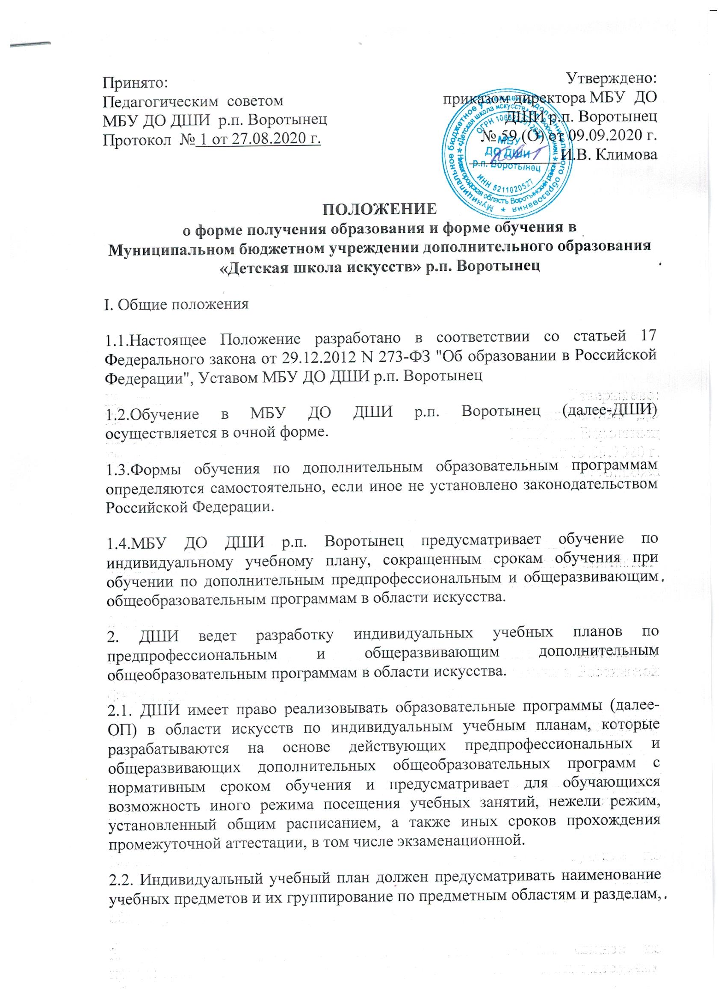 Принято:
Педагогическим советом
МБУ ДО ДШИ р.п. Воротынец
Протокол № 1 от 27.08.2020 г.
Утверждено:
приказом директора МБУ ДО
ДШИ р.п. Воротынец
№ 59 (О) от 09.09.2020 г.
И.В. Климова
Муниципальное бюджетное учреждение дополнительного образования
«Детская школа искусств» р.п. Воротынец
Нижегородская область Воротынский район
ОГРН
МБУ
ДО ДШИ
р.п. Воротынец
ИНН 5211020527
ПОЛОЖЕНИЕ
о форме получения образования и форме обучения в
Муниципальном бюджетном учреждении дополнительного образования
«Детская школа искусств» р.п. Воротынец
I. Общие положения
1.1.Настоящее Положение разработано в соответствии со статьей 17
Федерального закона от 29.12.2012 N 273-ФЗ "Об образовании в Российской
Федерации", Уставом МБУ ДО ДШИ р.п. Воротынец
1.2.Обучение в МБУ ДО ДШИ р.п. Воротынец (далее-ДШИ)
осуществляется в очной форме.
1.3.Формы обучения по дополнительным образовательным программам
определяются самостоятельно, если иное не установлено законодательством
Российской Федерации.
1.4.МБУ ДО ДШИ р.п. Воротынец предусматривает обучение по
индивидуальному учебному плану, сокращенным срокам обучения при
обучении по дополнительным предпрофессиональным и общеразвивающим
общеобразовательным программам в области искусства.
2. ДШИ ведет разработку индивидуальных учебных планов по
предпрофессиональным и общеразвивающим дополнительным
общеобразовательным программам в области искусства.
2.1. ДШИ имеет право реализовывать образовательные программы (далее-
ОП) в области искусств по индивидуальным учебным планам, которые
разрабатываются на основе действующих предпрофессиональных и
общеразвивающих дополнительных общеобразовательных программ с
нормативным сроком обучения и предусматривает для обучающихся
возможность иного режима посещения учебных занятий, нежели режим,
установленный общим расписанием, а также иных сроков прохождения
промежуточной аттестации, в том числе экзаменационной.
2.2. Индивидуальный учебный план должен предусматривать наименование
учебных предметов и их группирование по предметным областям и разделам,